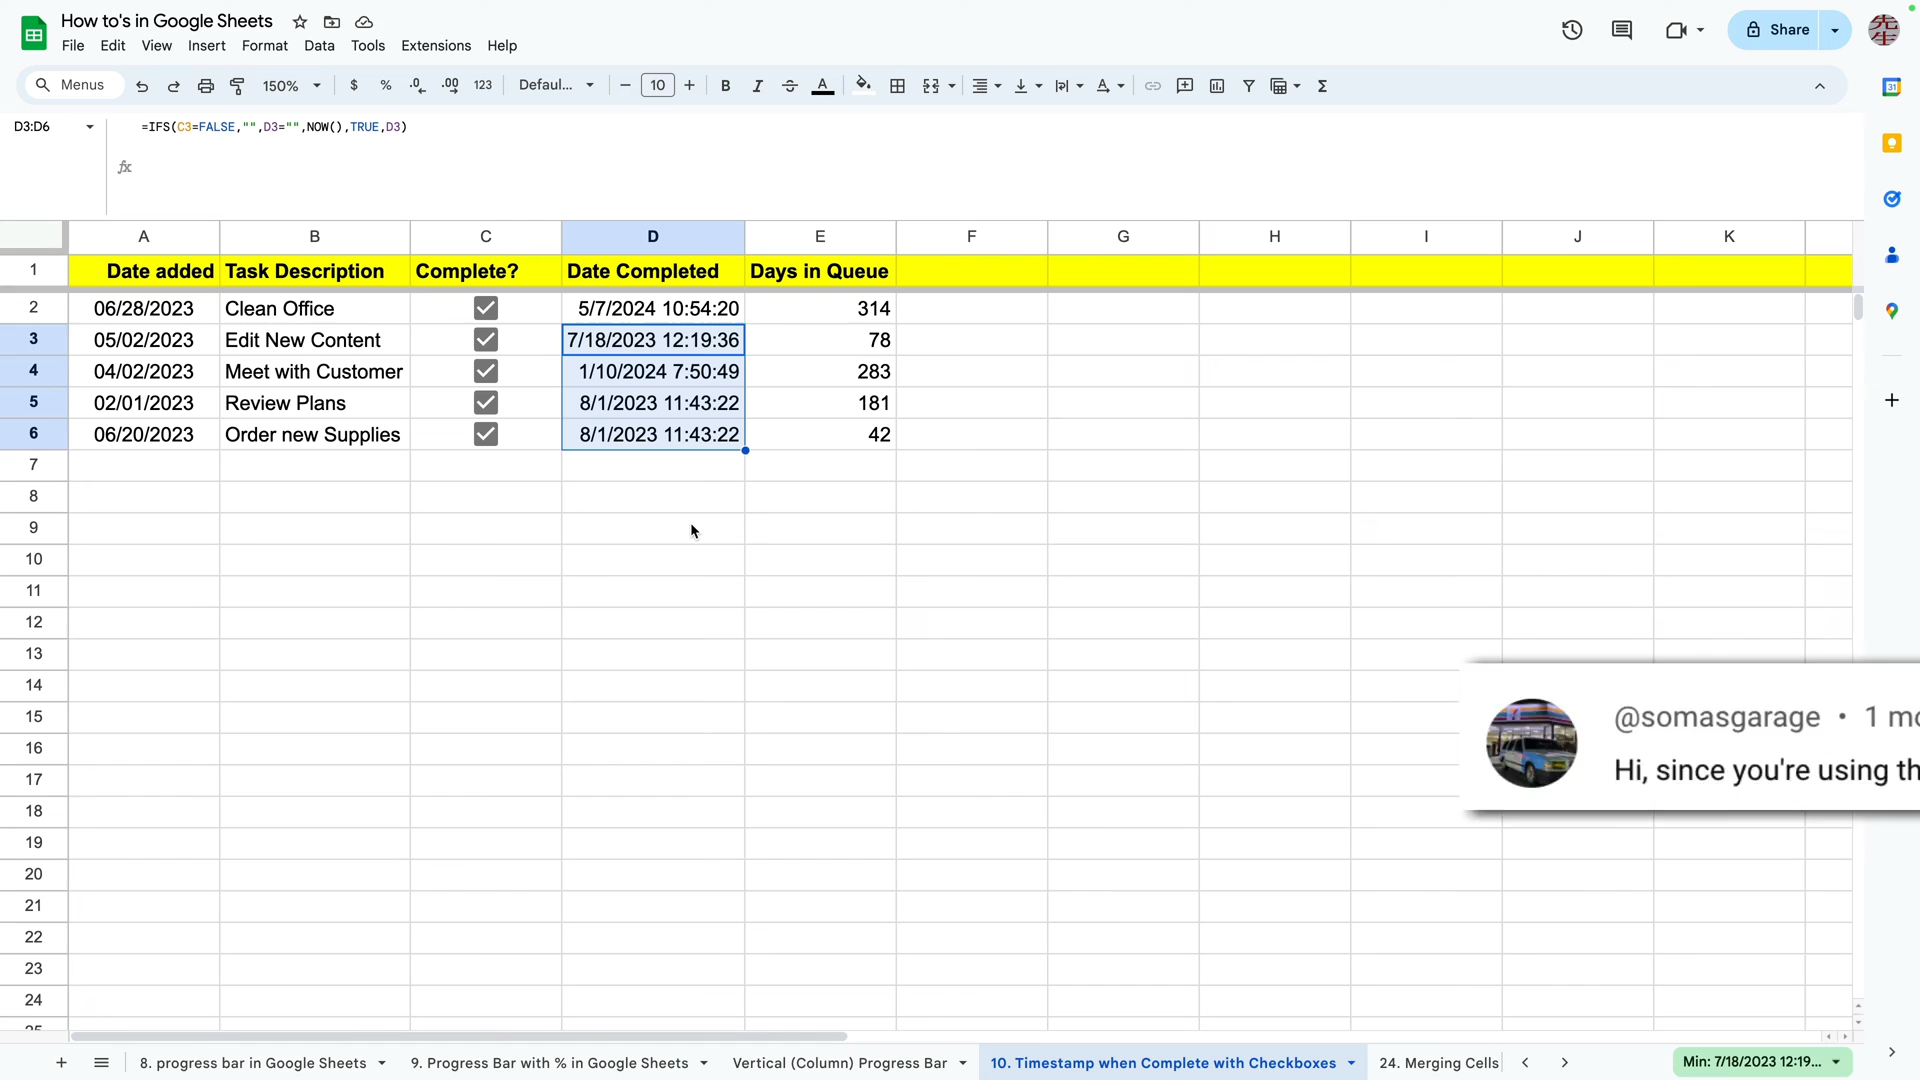 How to's in Google Sheets
File Edit View Insert Format Data Tools Extensions Help
Share
Menus 150% $ % .0 .00 123 Defaul... 10 B I A
D3:D6 =IFS(C3=FALSE,"",D3="",NOW(),TRUE,D3)
fx
A B C D E F G H I J K
1 Date added Task Description Complete? Date Completed Days in Queue
2 06/28/2023 Clean Office 5/7/2024 10:54:20 314
3 05/02/2023 Edit New Content 7/18/2023 12:19:36 78
4 04/02/2023 Meet with Customer 1/10/2024 7:50:49 283
5 02/01/2023 Review Plans 8/1/2023 11:43:22 181
6 06/20/2023 Order new Supplies 8/1/2023 11:43:22 42
7
8
9
10
11
12
13
14
15
16
17
18
19
20
21
22
23
24
@somasgarage • 1 mo
Hi, since you're using th
8. progress bar in Google Sheets 9. Progress Bar with % in Google Sheets Vertical (Column) Progress Bar 10. Timestamp when Complete with Checkboxes 24. Merging Cells Min: 7/18/2023 12:19...